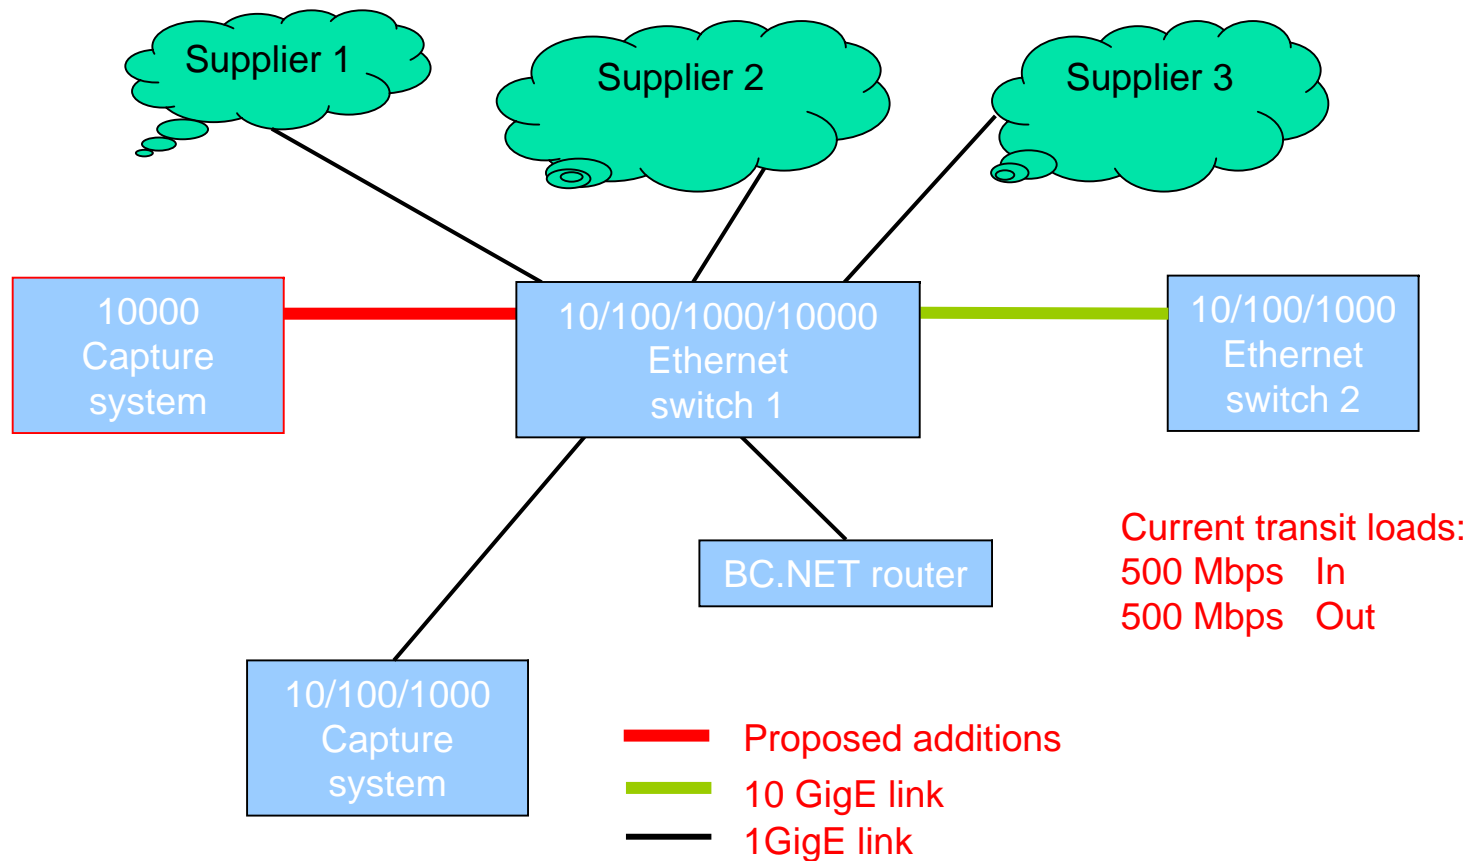 Supplier 1
Supplier 2
Supplier 3
10000
Capture
system
10/100/1000/10000
Ethernet
switch 1
10/100/1000
Ethernet
switch 2
BC.NET router
Current transit loads:
500 Mbps In
500 Mbps Out
10/100/1000
Capture
system
Proposed additions
10 GigE link
1GigE link